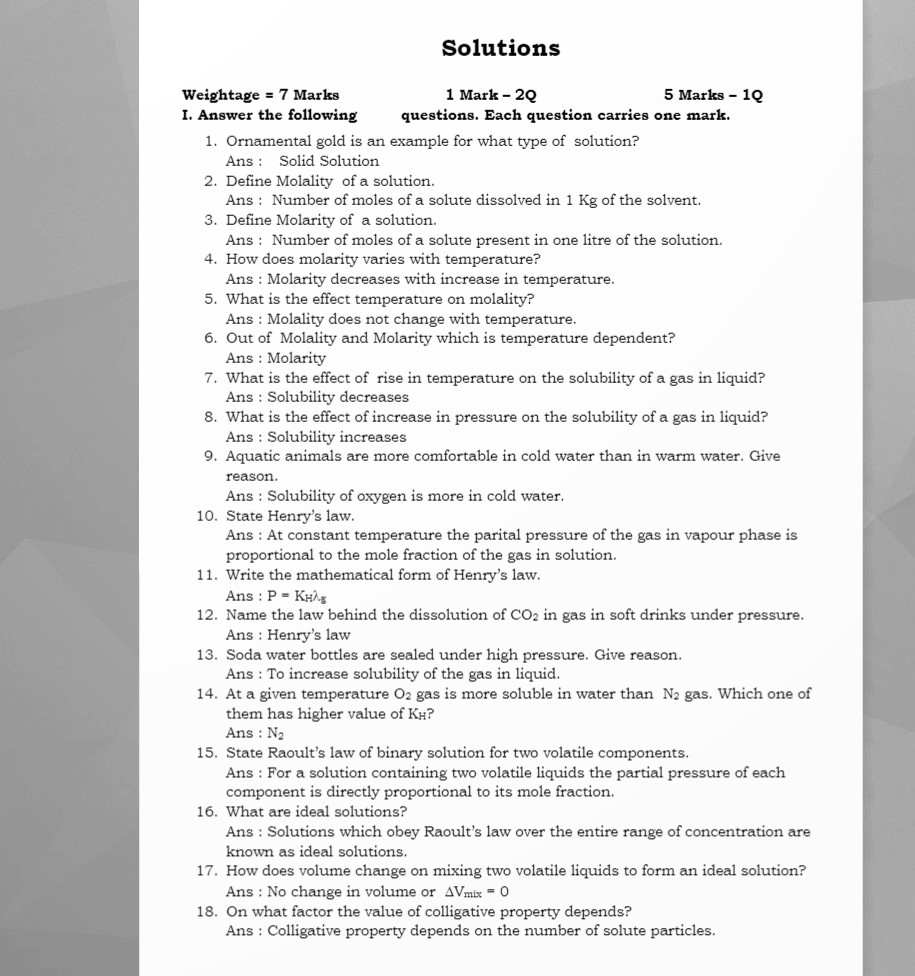 Solutions
Weightage = 7 Marks 1 Mark – 2Q 5 Marks – 1Q
I. Answer the following questions. Each question carries one mark.
1. Ornamental gold is an example for what type of solution?
Ans : Solid Solution
2. Define Molality of a solution.
Ans : Number of moles of a solute dissolved in 1 Kg of the solvent.
3. Define Molarity of a solution.
Ans : Number of moles of a solute present in one litre of the solution.
4. How does molarity varies with temperature?
Ans : Molarity decreases with increase in temperature.
5. What is the effect temperature on molality?
Ans : Molality does not change with temperature.
6. Out of Molality and Molarity which is temperature dependent?
Ans : Molarity
7. What is the effect of rise in temperature on the solubility of a gas in liquid?
Ans : Solubility decreases
8. What is the effect of increase in pressure on the solubility of a gas in liquid?
Ans : Solubility increases
9. Aquatic animals are more comfortable in cold water than in warm water. Give
reason.
Ans : Solubility of oxygen is more in cold water.
10. State Henry’s law.
Ans : At constant temperature the parital pressure of the gas in vapour phase is
proportional to the mole fraction of the gas in solution.
11. Write the mathematical form of Henry’s law.
Ans : P = KHλg
12. Name the law behind the dissolution of CO₂ in gas in soft drinks under pressure.
Ans : Henry’s law
13. Soda water bottles are sealed under high pressure. Give reason.
Ans : To increase solubility of the gas in liquid.
14. At a given temperature O₂ gas is more soluble in water than N₂ gas. Which one of
them has higher value of KH?
Ans : N₂
15. State Raoult’s law of binary solution for two volatile components.
Ans : For a solution containing two volatile liquids the partial pressure of each
component is directly proportional to its mole fraction.
16. What are ideal solutions?
Ans : Solutions which obey Raoult’s law over the entire range of concentration are
known as ideal solutions.
17. How does volume change on mixing two volatile liquids to form an ideal solution?
Ans : No change in volume or ΔVmix = 0
18. On what factor the value of colligative property depends?
Ans : Colligative property depends on the number of solute particles.